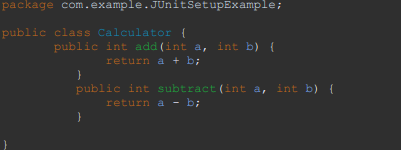 package com.example.JUnitSetupExample;

public class Calculator {
        public int add(int a, int b) {
                return a + b;
            }
            public int subtract(int a, int b) {
                return a - b;
            }

}